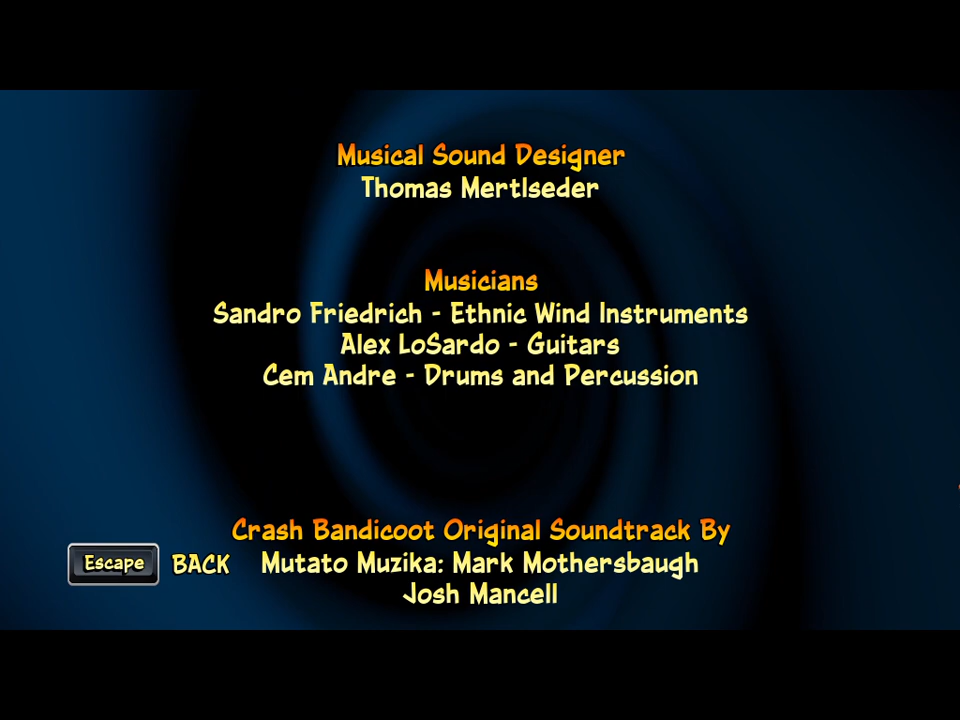 Musical Sound Designer
Thomas Mertlseder
Musicians
Sandro Friedrich - Ethnic Wind Instruments
Alex LoSardo - Guitars
Cem Andre - Drums and Percussion
Crash Bandicoot Original Soundtrack By
Mutato Muzika: Mark Mothersbaugh
Josh Mancell
Escape BACK